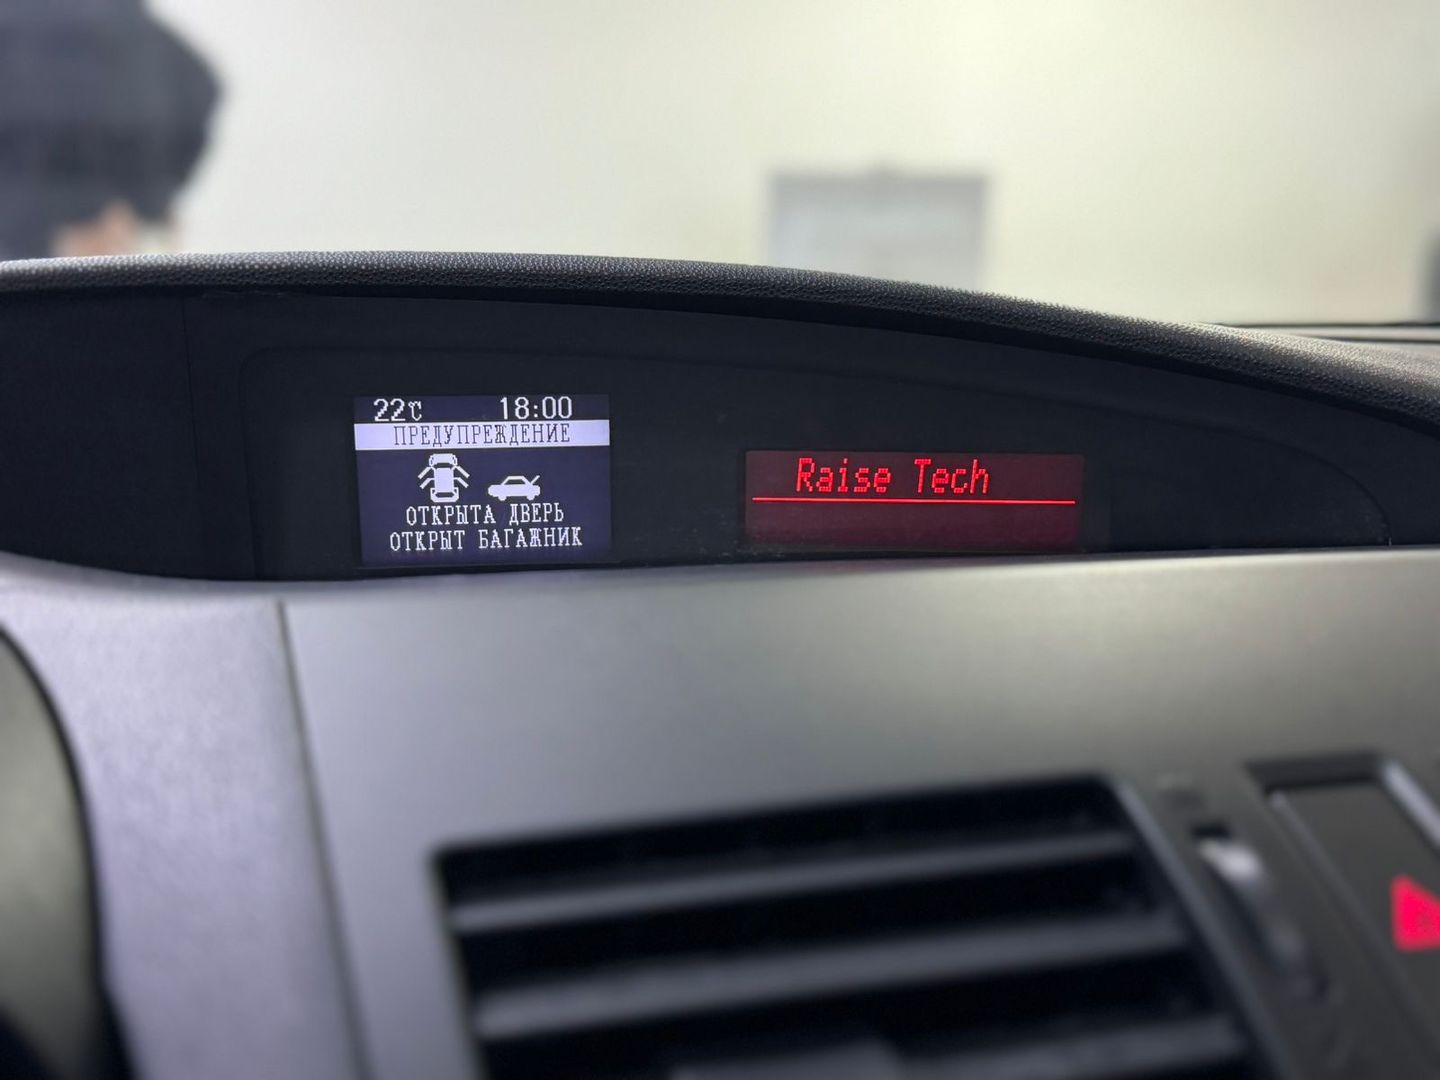 22℃ 18:00
ПРЕДУПРЕЖДЕНИЕ
ОТКРЫТА ДВЕРЬ
ОТКРЫТ БАГАЖНИК
Raise Tech